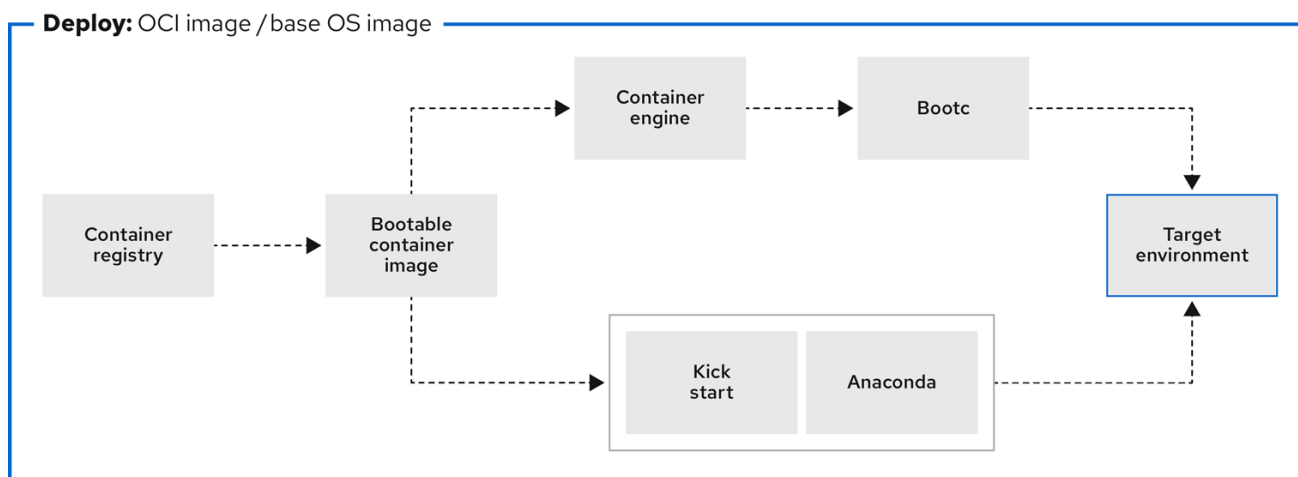 Deploy: OCI image / base OS image
Container
engine
Bootc
Container
registry
Bootable
container
image
Target
environment
Kick
start
Anaconda